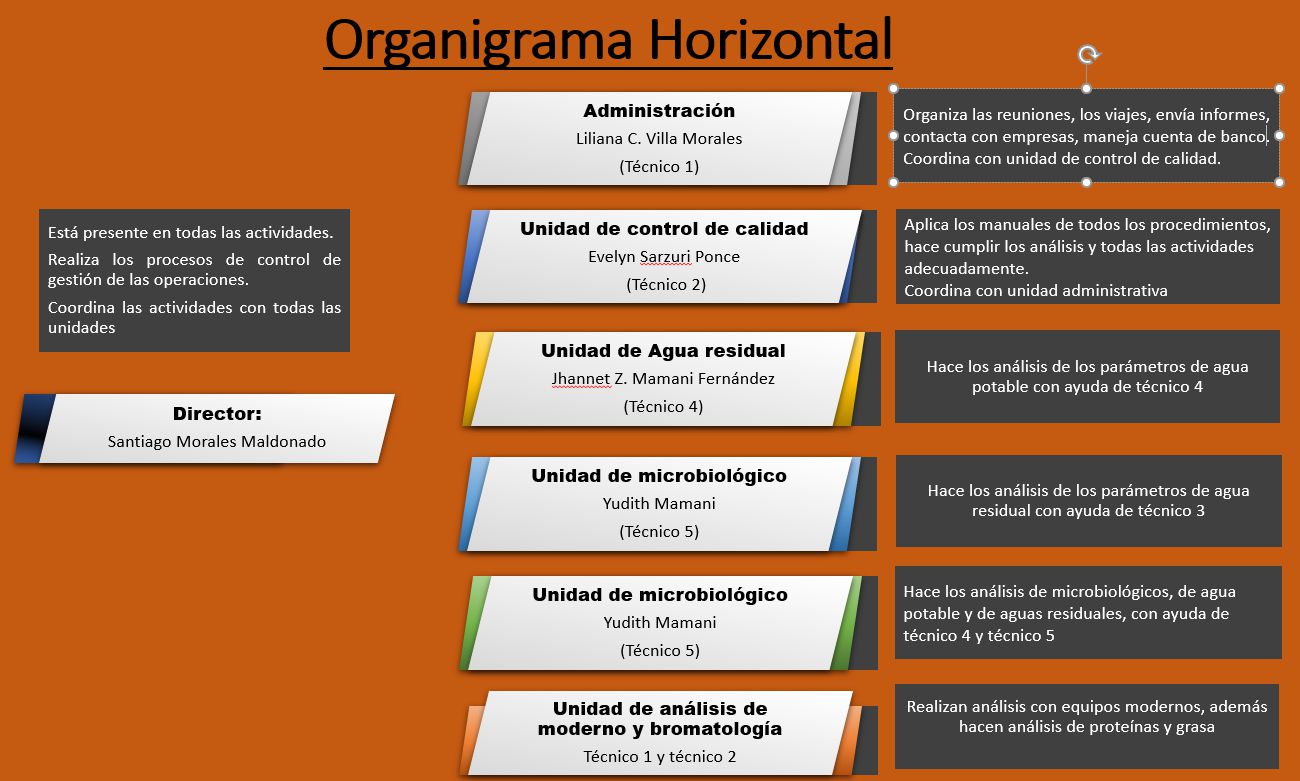 Organigrama Horizontal
Administración
Liliana C. Villa Morales
(Técnico 1)
Organiza las reuniones, los viajes, envía informes,
contacta con empresas, maneja cuenta de banco.
Coordina con unidad de control de calidad.
Está presente en todas las actividades.
Realiza los procesos de control de
gestión de las operaciones.
Coordina las actividades con todas las
unidades
Director:
Santiago Morales Maldonado
Unidad de control de calidad
Evelyn Sarzuri Ponce
(Técnico 2)
Aplica los manuales de todos los procedimientos,
hace cumplir los análisis y todas las actividades
adecuadamente.
Coordina con unidad administrativa
Unidad de Agua residual
Jhannet Z. Mamani Fernández
(Técnico 4)
Hace los análisis de los parámetros de agua
potable con ayuda de técnico 4
Unidad de microbiológico
Yudith Mamani
(Técnico 5)
Hace los análisis de los parámetros de agua
residual con ayuda de técnico 3
Unidad de microbiológico
Yudith Mamani
(Técnico 5)
Hace los análisis de microbiológicos, de agua
potable y de aguas residuales, con ayuda de
técnico 4 y técnico 5
Unidad de análisis de
moderno y bromatología
Técnico 1 y técnico 2
Realizan análisis con equipos modernos, además
hacen análisis de proteínas y grasa